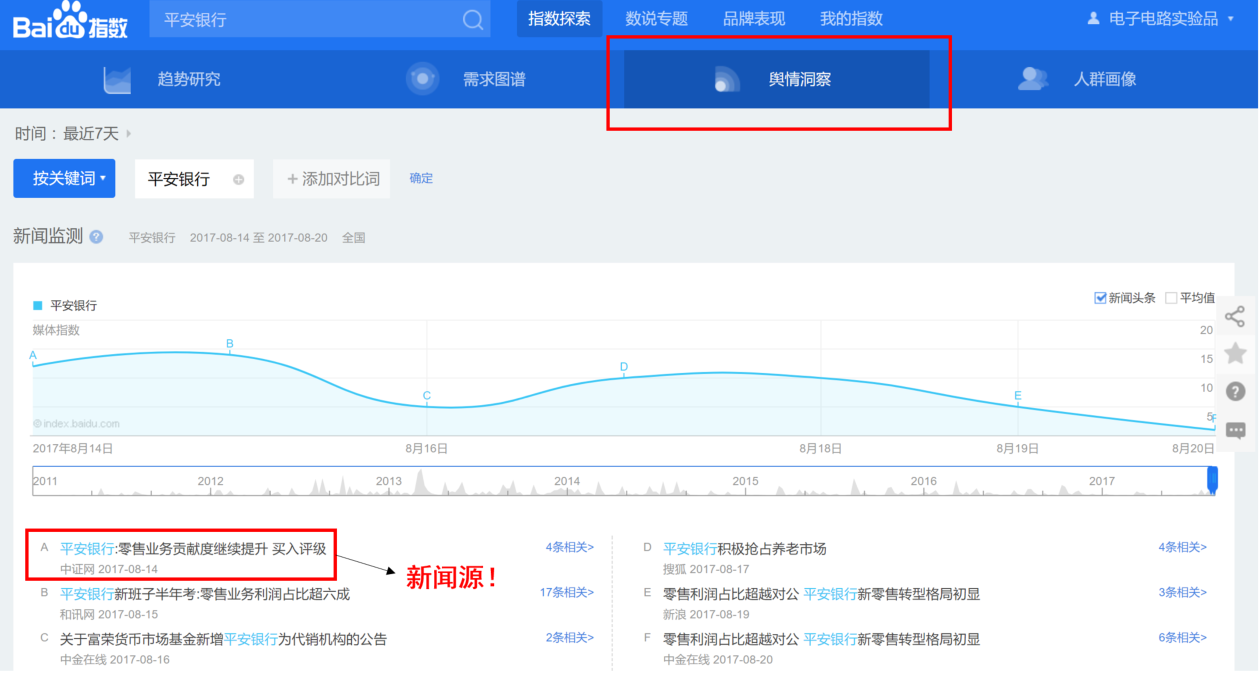 Bai du 指数
平安银行
指数探索 数说专题 品牌表现 我的指数
电子电路实验品
趋势研究 需求图谱 舆情洞察 人群画像
时间：最近7天
按关键词 平安银行 +添加对比词 确定
新闻监测 ? 平安银行 2017-08-14 至 2017-08-20 全国
平安银行
新闻头条 平均值
媒体指数
20
15
10
5
A B C D E F
©index.baidu.com
2017年8月14日 8月16日 8月18日 8月19日 8月20日
2011 2012 2013 2014 2015 2016 2017
A 平安银行:零售业务贡献度继续提升 买入评级 4条相关>
中证网 2017-08-14
新闻源！
B 平安银行新班子半年考:零售业务利润占比超六成 17条相关>
和讯网 2017-08-15
C 关于富荣货币市场基金新增平安银行为代销机构的公告 2条相关>
中金在线 2017-08-16
D 平安银行积极抢占养老市场 4条相关>
搜狐 2017-08-17
E 零售利润占比超越对公 平安银行新零售转型格局初显 3条相关>
新浪 2017-08-19
F 零售利润占比超越对公 平安银行新零售转型格局初显 6条相关>
中金在线 2017-08-20